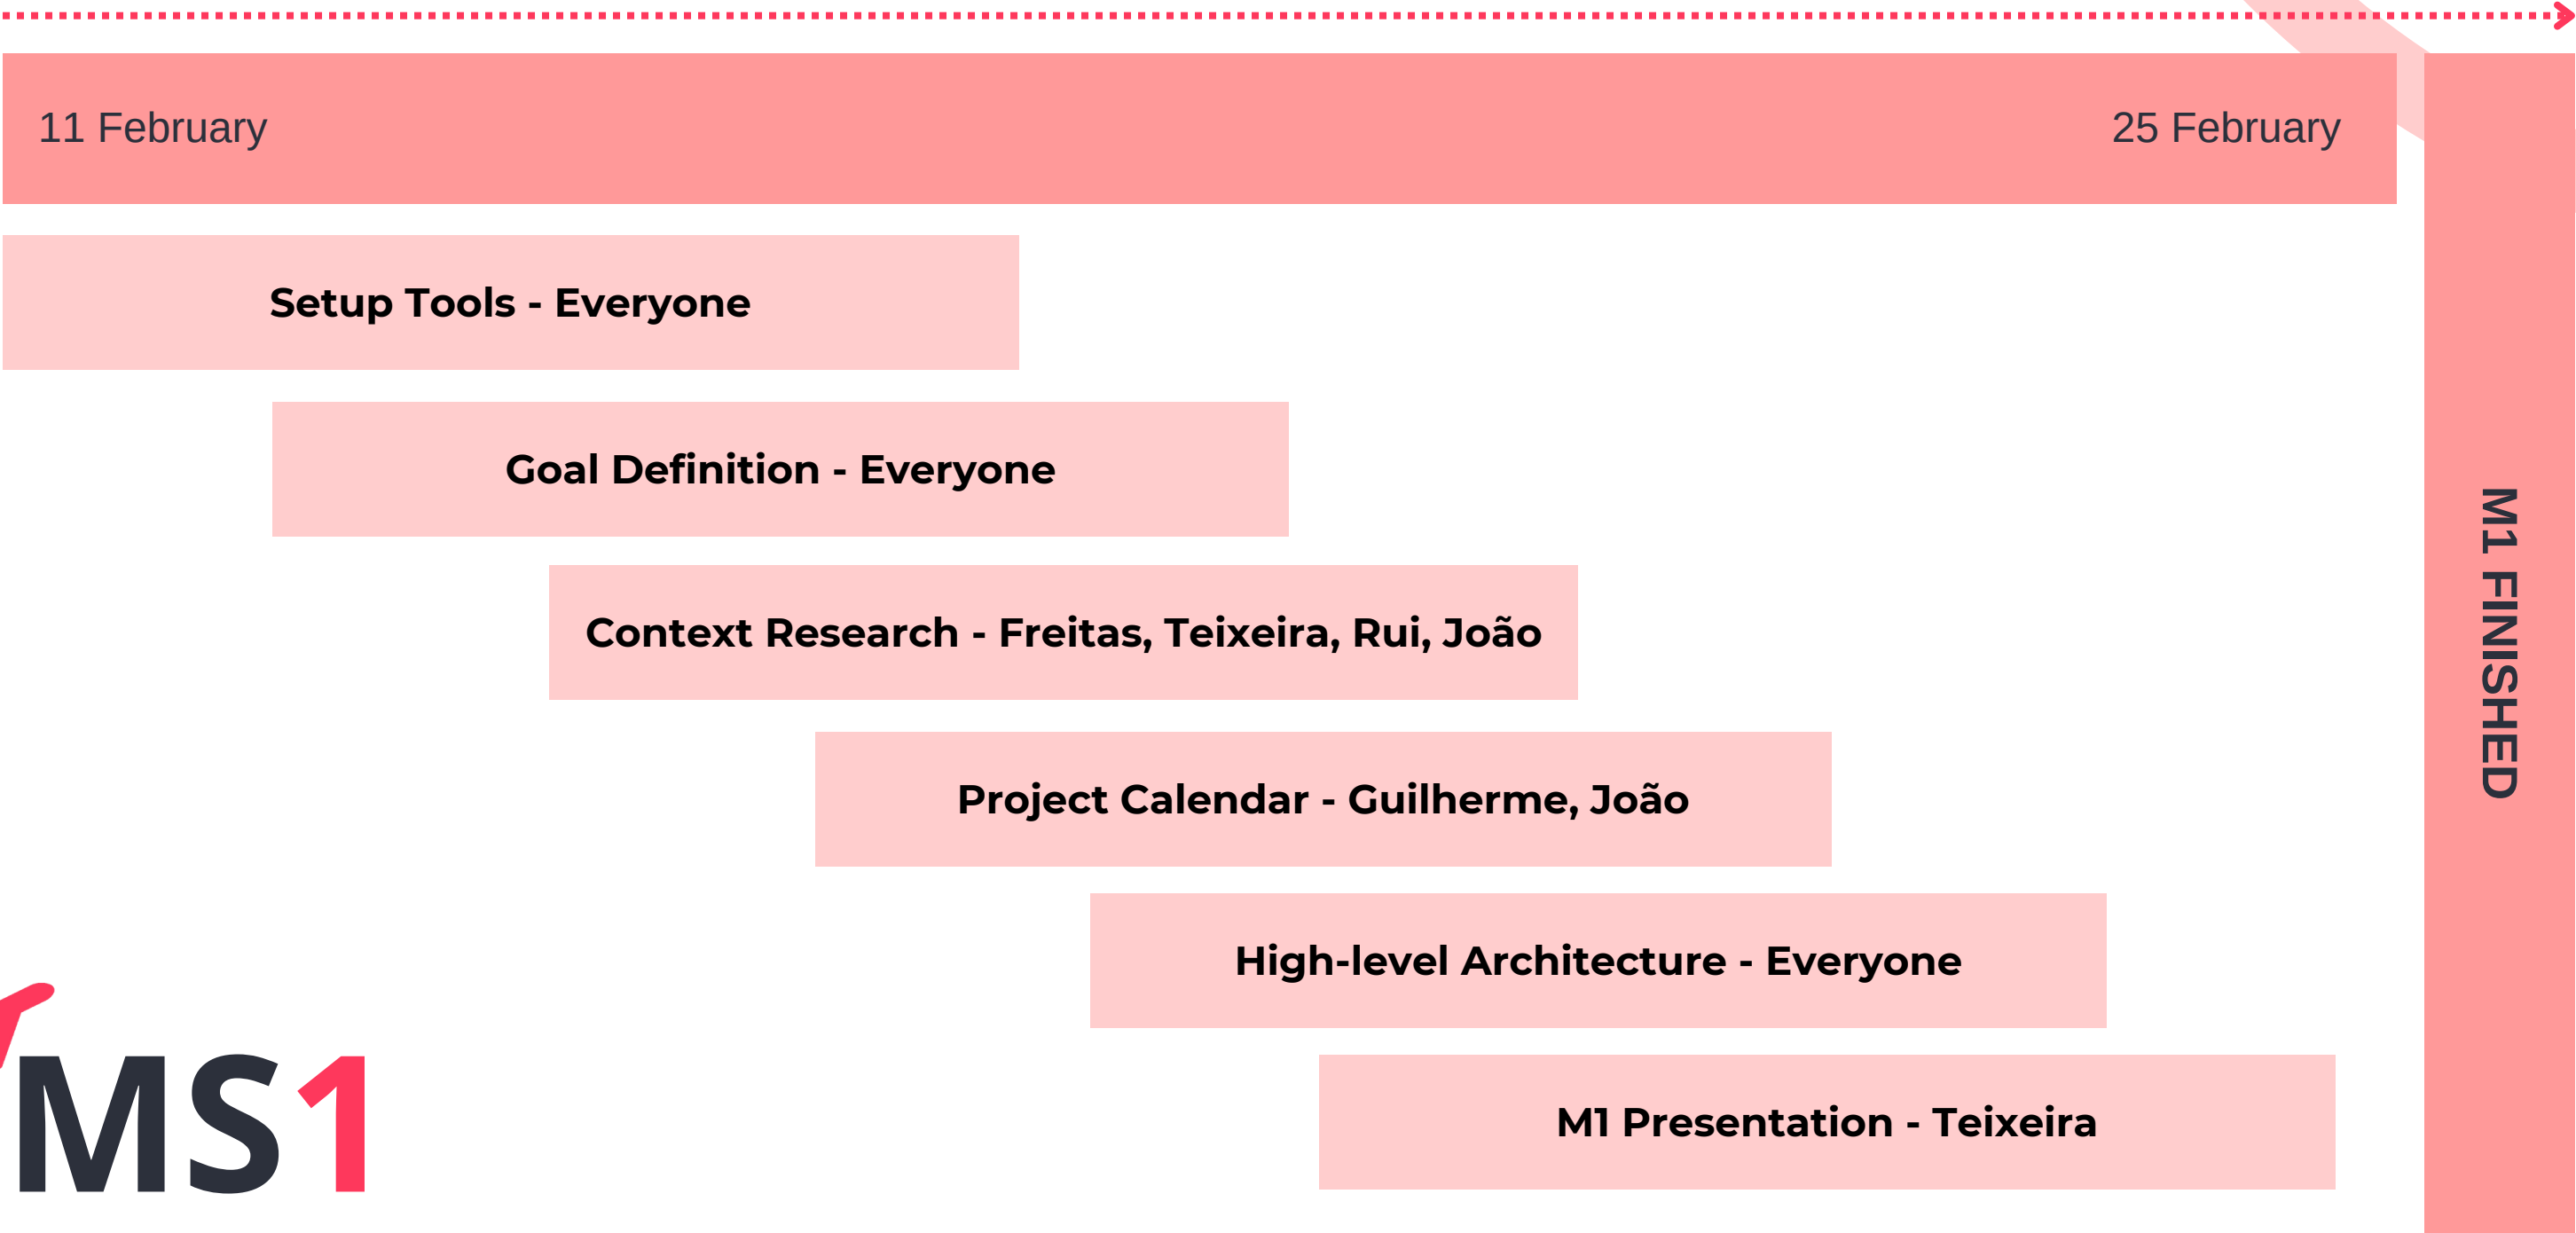 11 February
25 February
Setup Tools - Everyone
Goal Definition - Everyone
Context Research - Freitas, Teixeira, Rui, João
Project Calendar - Guilherme, João
High-level Architecture - Everyone
M1 Presentation - Teixeira
M1 FINISHED
MS1